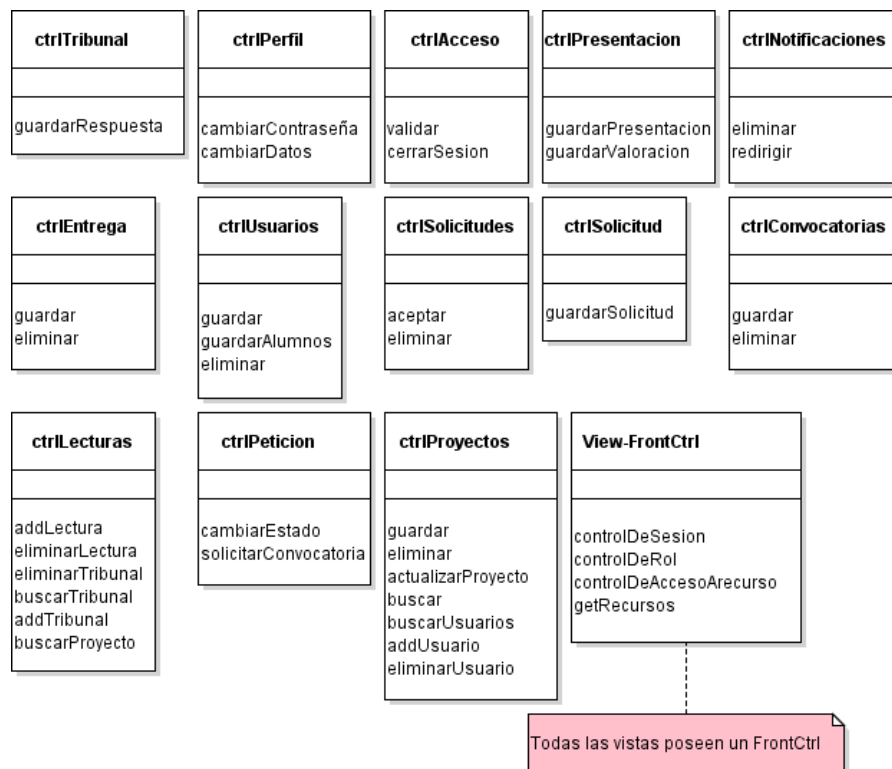 ctrlTribunal
guardarRespuesta
ctrlPerfil
cambiarContraseña
cambiarDatos
ctrlAcceso
validar
cerrarSesion
ctrlPresentacion
guardarPresentacion
guardarValoracion
ctrlNotificaciones
eliminar
redirigir
ctrlEntrega
guardar
eliminar
ctrlUsuarios
guardar
guardarAlumnos
eliminar
ctrlSolicitudes
aceptar
eliminar
ctrlSolicitud
guardarSolicitud
ctrlConvocatorias
guardar
eliminar
ctrlLecturas
addLectura
eliminarLectura
eliminarTribunal
buscarTribunal
addTribunal
buscarProyecto
ctrlPeticion
cambiarEstado
solicitarConvocatoria
ctrlProyectos
guardar
eliminar
actualizarProyecto
buscar
buscarUsuarios
addUsuario
eliminarUsuario
View-FrontCtrl
controlDeSesion
controlDeRol
controlDeAccesoArecurso
getRecursos
Todas las vistas poseen un FrontCtrl